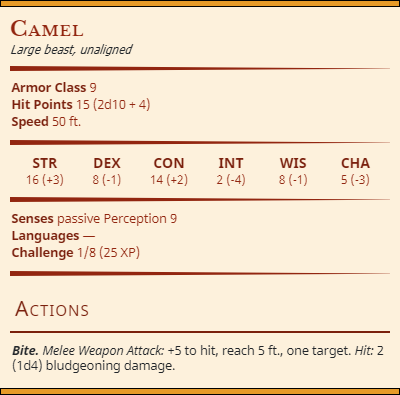 Camel
Large beast, unaligned
Armor Class 9
Hit Points 15 (2d10 + 4)
Speed 50 ft.
STR DEX CON INT WIS CHA
16 (+3) 8 (-1) 14 (+2) 2 (-4) 8 (-1) 5 (-3)
Senses passive Perception 9
Languages —
Challenge 1/8 (25 XP)
Actions
Bite. Melee Weapon Attack: +5 to hit, reach 5 ft., one target. Hit: 2
(1d4) bludgeoning damage.